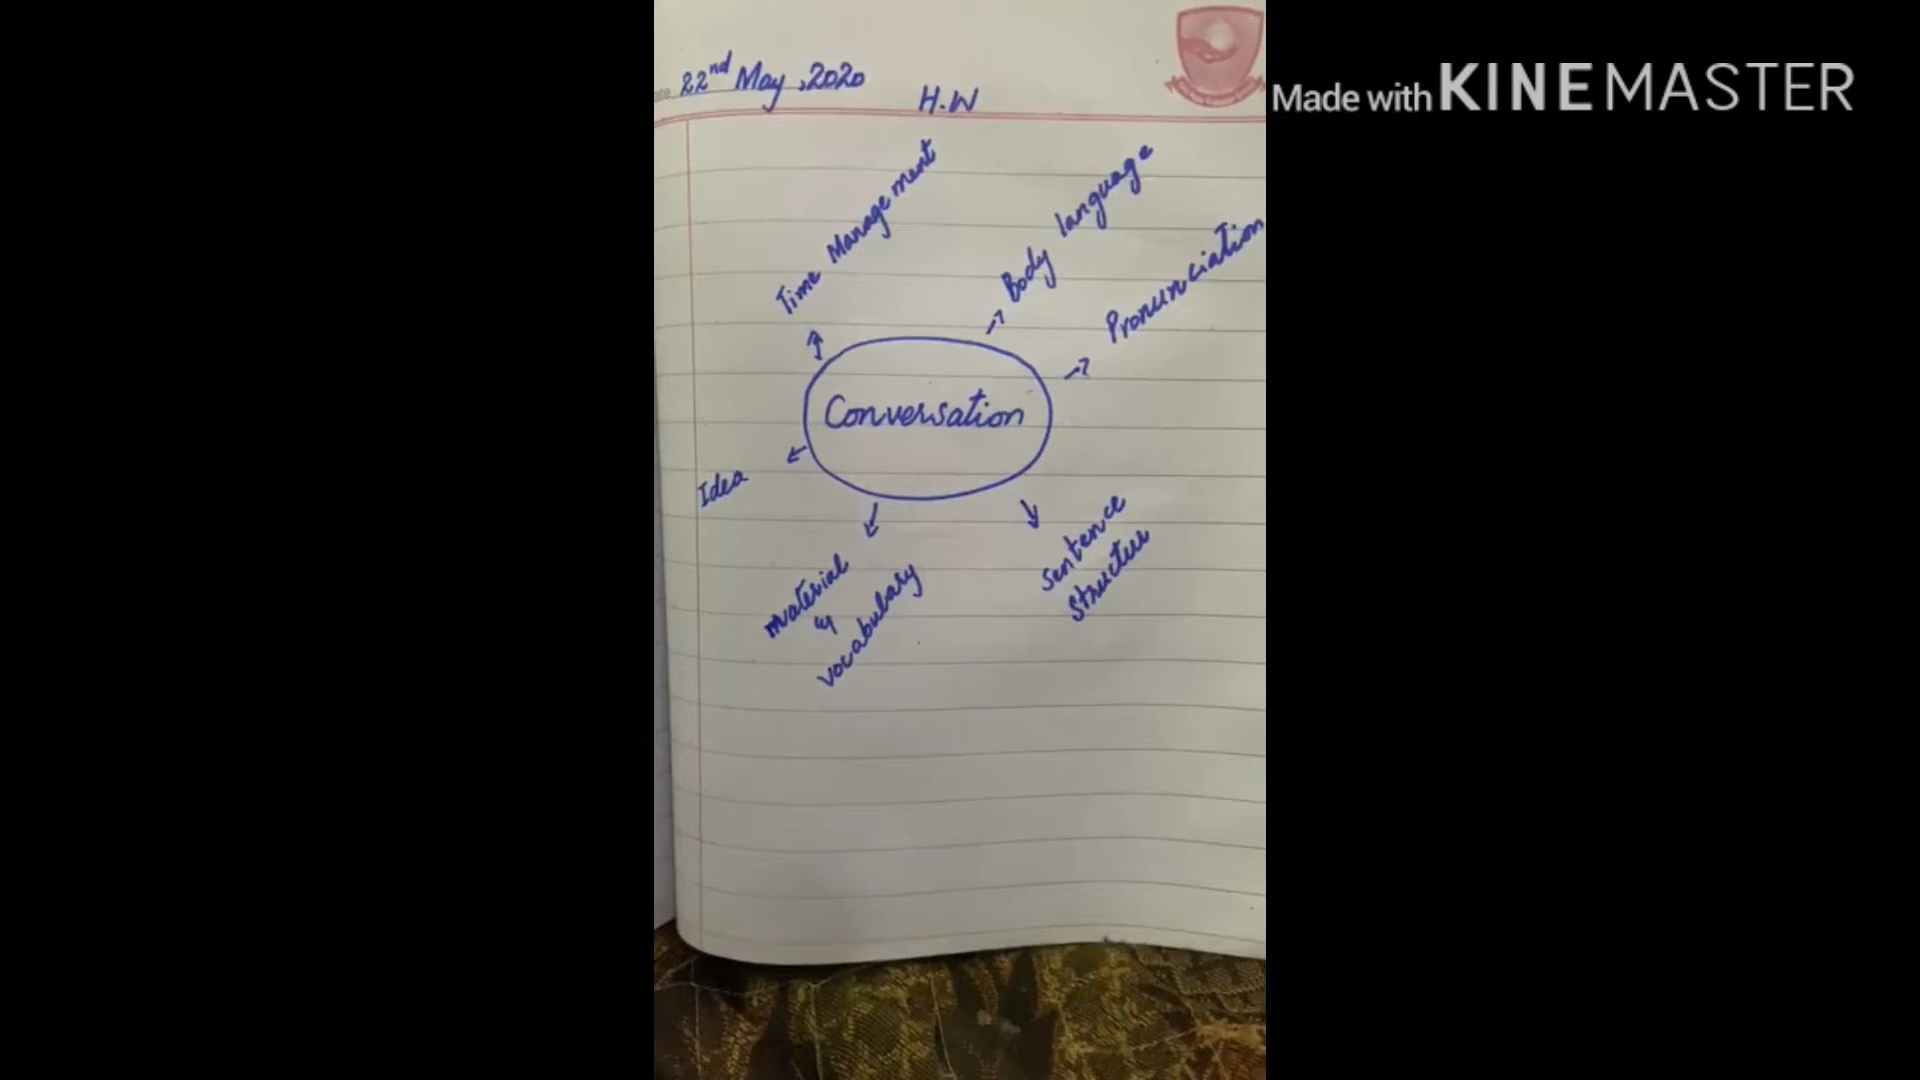 22nd May, 2020
H.W
Made with KINEMASTER
Time Management
Body language
Pronunciation
Conversation
Idea
Sentence
Structure
material
vocabulary